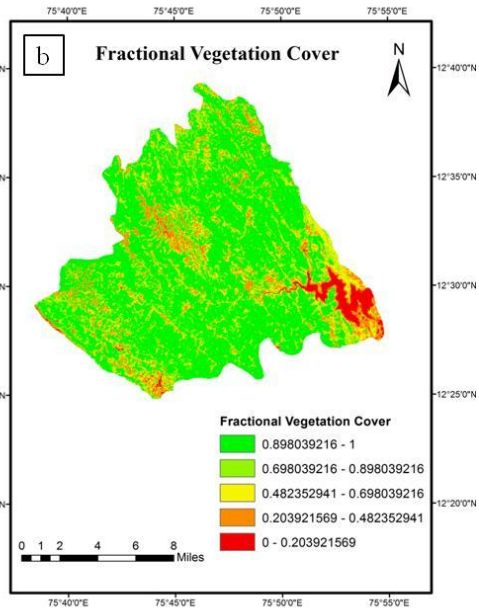 75°40'0"E 75°45'0"E 75°50'0"E 75°55'0"E
b Fractional Vegetation Cover
N
12°40'0"N
12°35'0"N
12°30'0"N
12°25'0"N
12°20'0"N
Fractional Vegetation Cover
0.898039216 - 1
0.698039216 - 0.898039216
0.482352941 - 0.698039216
0.203921569 - 0.482352941
0 - 0.203921569
0 1 2 4 6 8
Miles
75°40'0"E 75°45'0"E 75°50'0"E 75°55'0"E